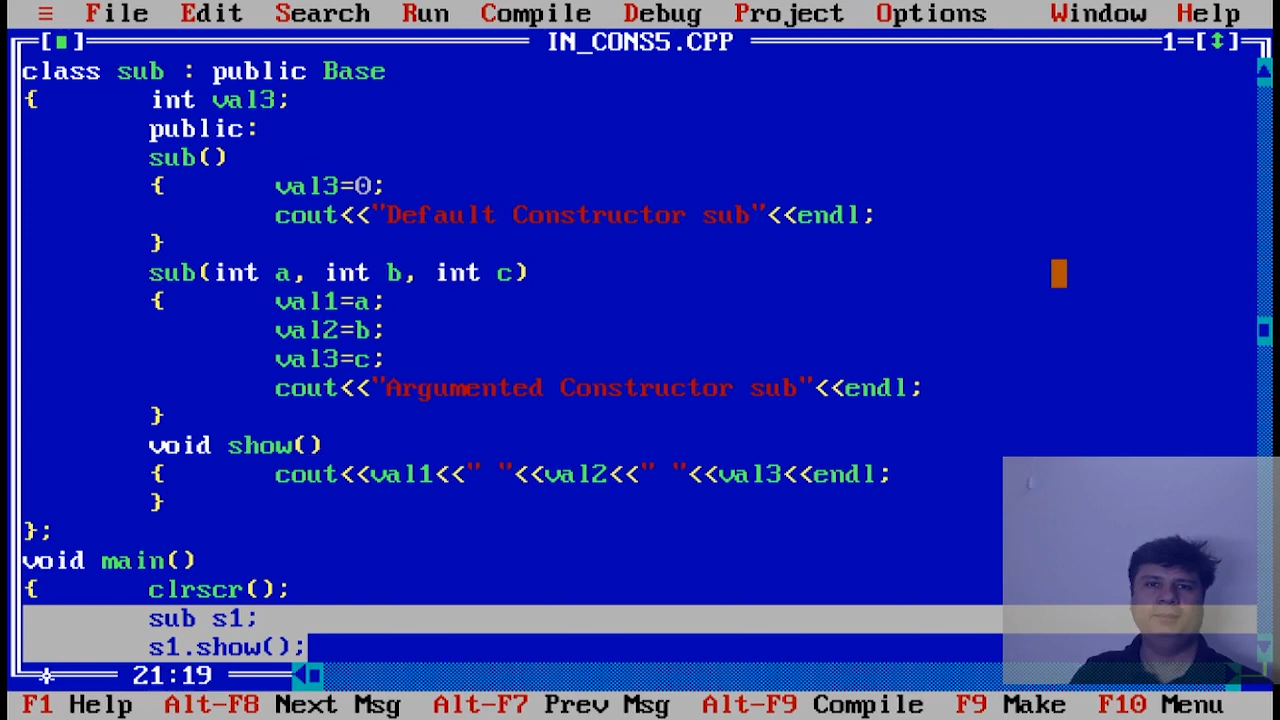 ≡ File Edit Search Run Compile Debug Project Options Window Help
[■] IN_CONS5.CPP 1=[↕]
class sub : public Base
{ int val3;
public:
sub()
{ val3=0;
cout<<"Default Constructor sub"<<endl;
}
sub(int a, int b, int c)
{ val1=a;
val2=b;
val3=c;
cout<<"Argumented Constructor sub"<<endl;
}
void show()
{ cout<<val1<<" "<<val2<<" "<<val3<<endl;
}
};
void main()
{ clrscr();
sub s1;
s1.show();
21:19
F1 Help Alt-F8 Next Msg Alt-F7 Prev Msg Alt-F9 Compile F9 Make F10 Menu